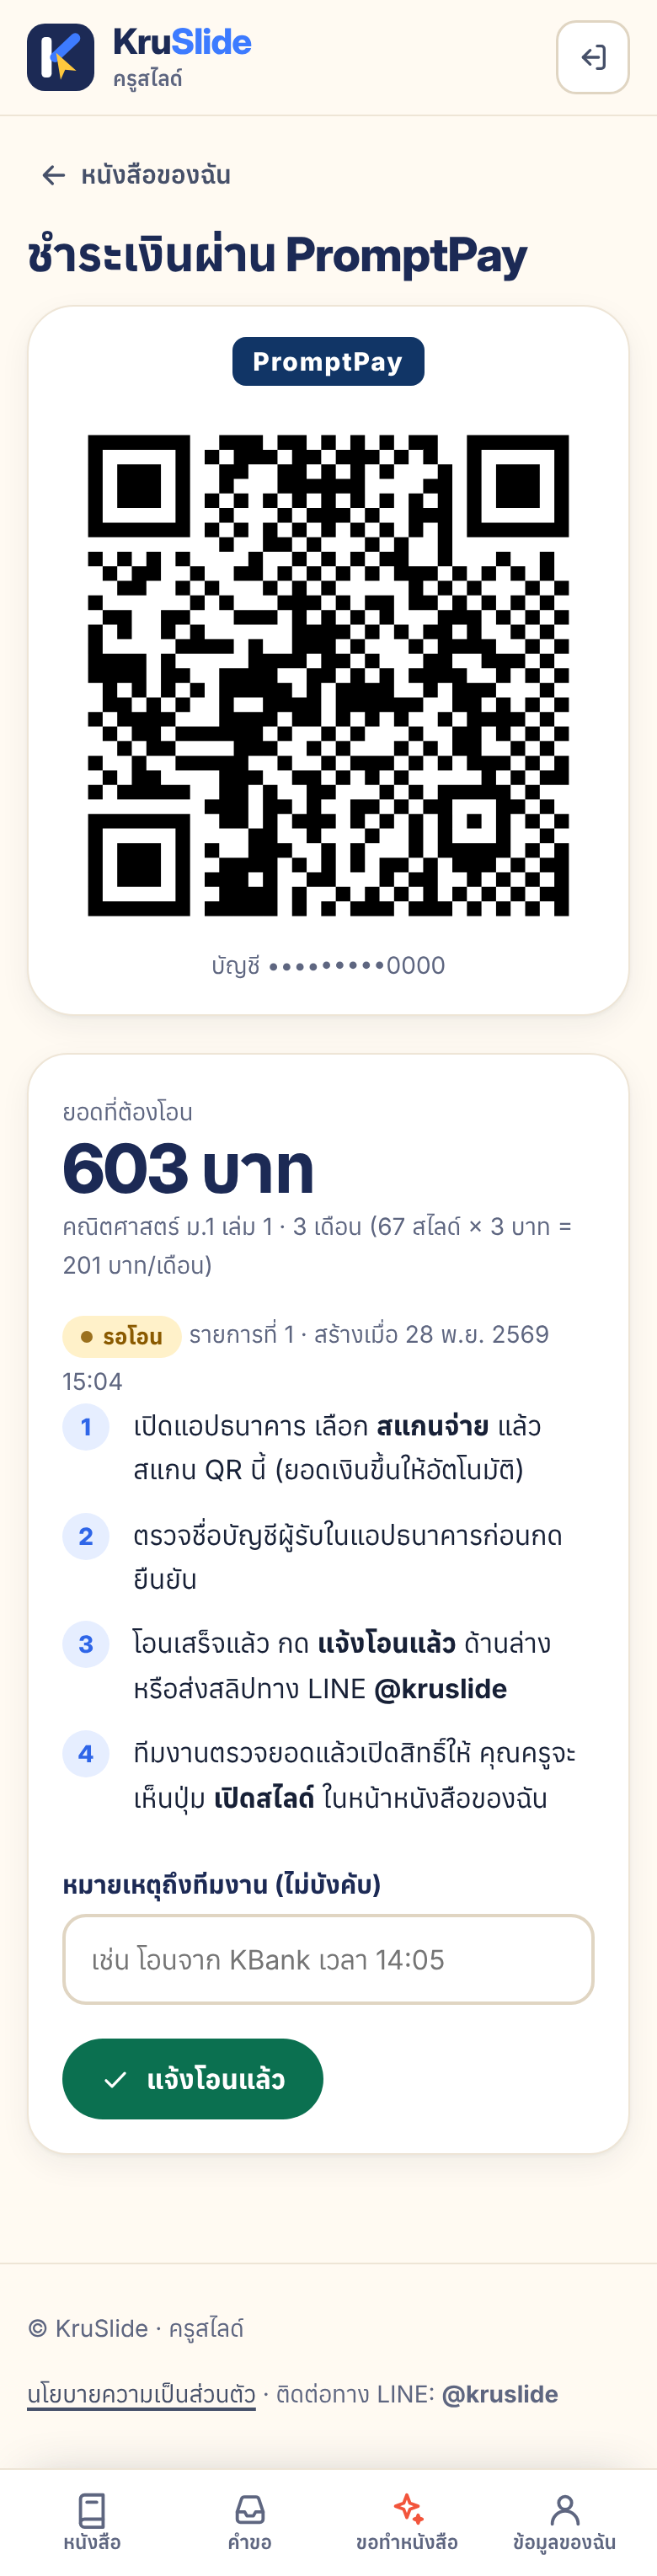 KruSlide
ครูสไลด์
หนังสือของฉัน
ชำระเงินผ่าน PromptPay
PromptPay
บัญชี •••••••••0000
ยอดที่ต้องโอน
603 บาท
คณิตศาสตร์ ม.1 เล่ม 1 · 3 เดือน (67 สไลด์ × 3 บาท =
201 บาท/เดือน)
รอโอน รายการที่ 1 · สร้างเมื่อ 28 พ.ย. 2569
15:04
1 เปิดแอปธนาคาร เลือก สแกนจ่าย แล้ว
สแกน QR นี้ (ยอดเงินขึ้นให้อัตโนมัติ)
2 ตรวจชื่อบัญชีผู้รับในแอปธนาคารก่อนกด
ยืนยัน
3 โอนเสร็จแล้ว กด แจ้งโอนแล้ว ด้านล่าง
หรือส่งสลิปทาง LINE @kruslide
4 ทีมงานตรวจยอดแล้วเปิดสิทธิ์ให้ คุณครูจะ
เห็นปุ่ม เปิดสไลด์ ในหน้าหนังสือของฉัน
หมายเหตุถึงทีมงาน (ไม่บังคับ)
เช่น โอนจาก KBank เวลา 14:05
แจ้งโอนแล้ว
© KruSlide · ครูสไลด์
นโยบายความเป็นส่วนตัว · ติดต่อทาง LINE: @kruslide
หนังสือ คำขอ ขอทำหนังสือ ข้อมูลของฉัน